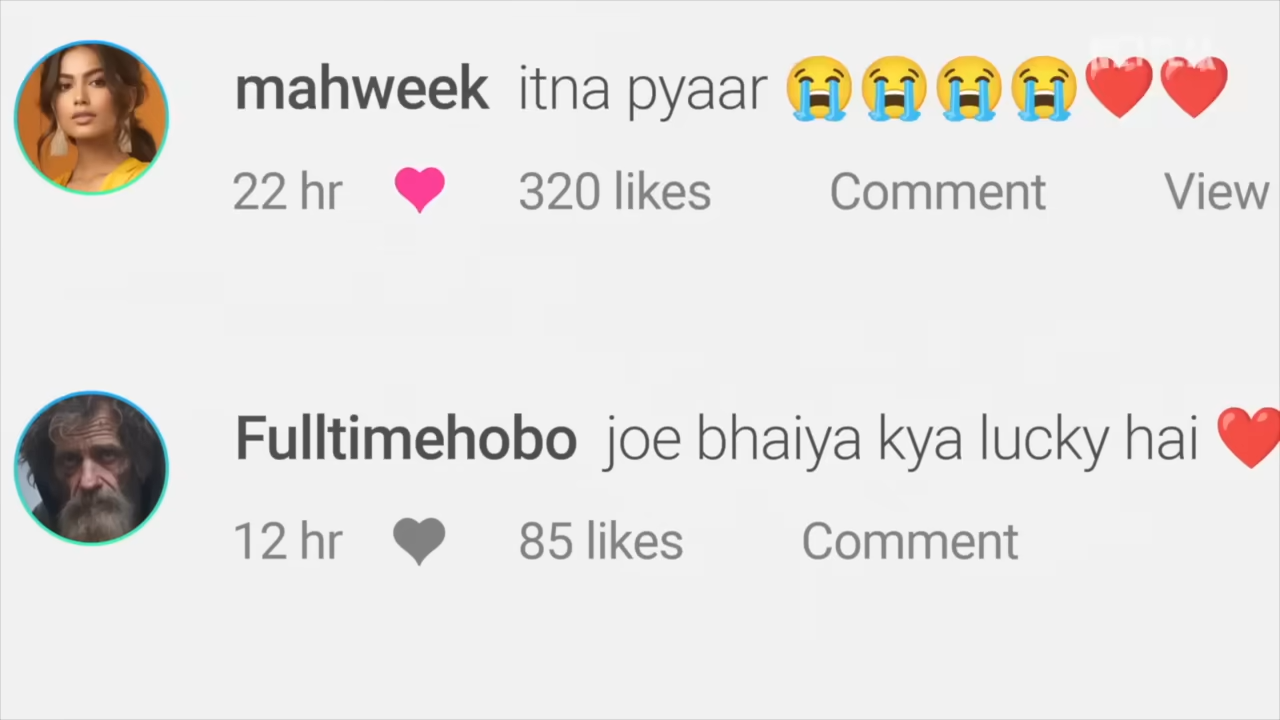 mahweek itna pyaar 😭😭😭😭❤️❤️
22 hr 320 likes Comment View
Fulltimehobo joe bhaiya kya lucky hai ❤️
12 hr 85 likes Comment